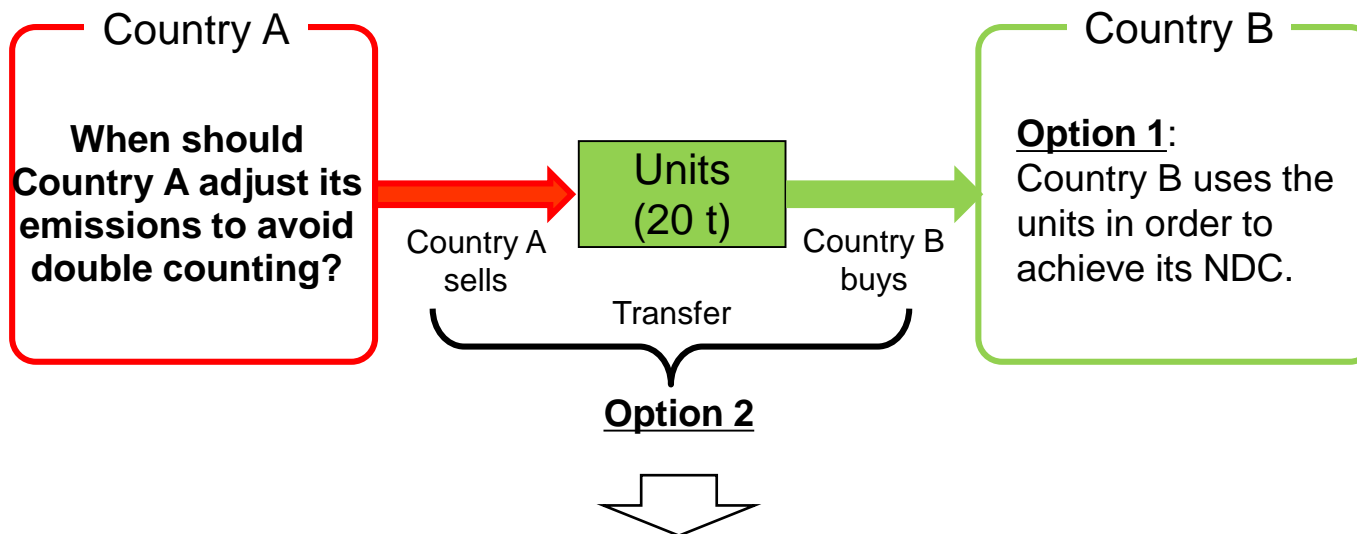 Country A
When should
Country A adjust its
emissions to avoid
double counting?
Country A
sells
Units
(20 t)
Country B
buys
Transfer
Option 2
Country B
Option 1:
Country B uses the
units in order to
achieve its NDC.